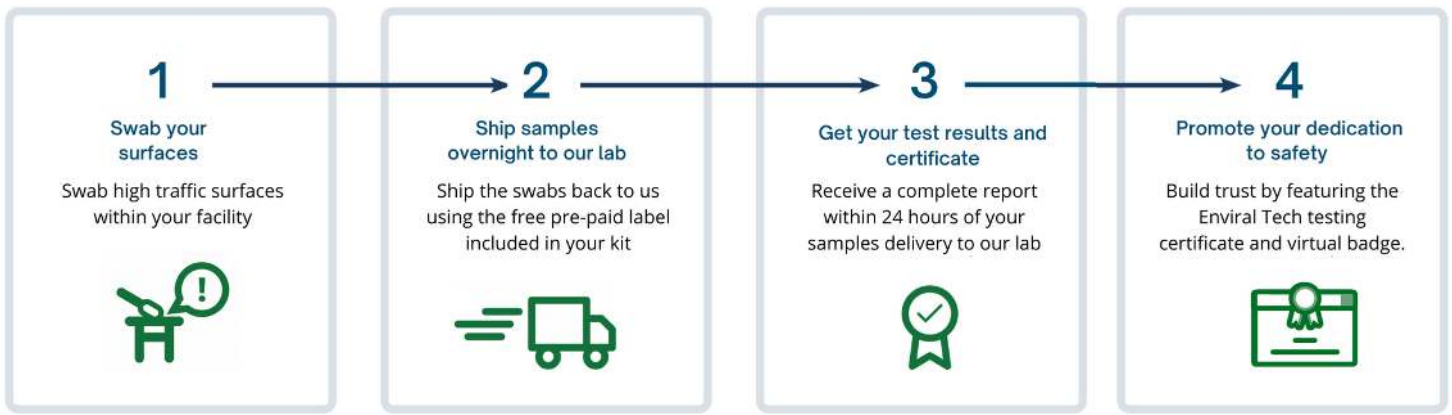 1
Swab your
surfaces
Swab high traffic surfaces
within your facility
!
2
Ship samples
overnight to our lab
Ship the swabs back to us
using the free pre-paid label
included in your kit
3
Get your test results and
certificate
Receive a complete report
within 24 hours of your
samples delivery to our lab
4
Promote your dedication
to safety
Build trust by featuring the
Enviral Tech testing
certificate and virtual badge.